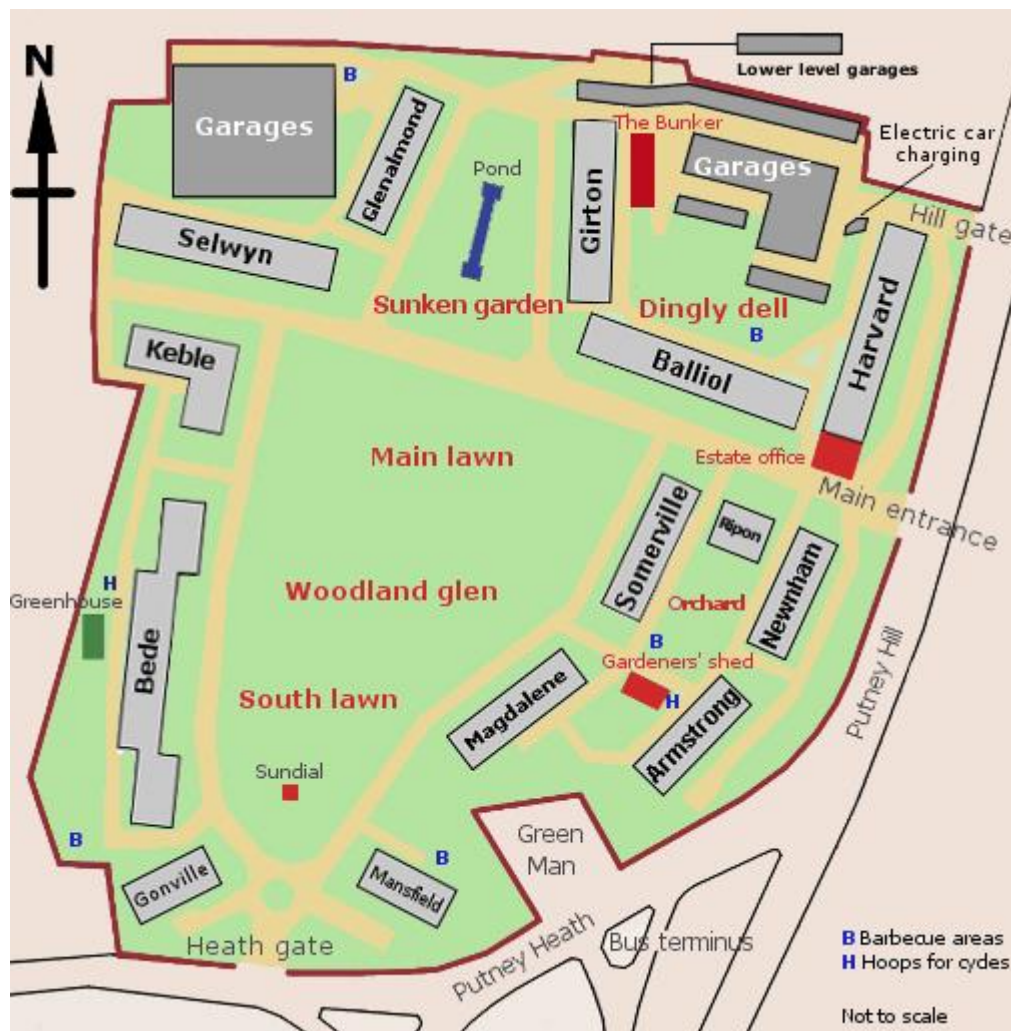 N
B
Lower level garages
Garages
Glenalmond
The Bunker
Electric car
charging
Garages
Pond
Girton
Hill gate
Selwyn
Sunken garden
Dingly dell
B
Harvard
Keble
Balliol
Main lawn
Estate office
Main entrance
Somerville
Ripon
Newnham
H
Greenhouse
Woodland glen
Orchard
Bede
B
Gardeners' shed
H
Putney Hill
South lawn
Magdalene
Armstrong
Sundial
B
Green
Man
B
Gonville
Mansfield
Heath gate
Putney Heath
Bus terminus
B Barbecue areas
H Hoops for cycles
Not to scale